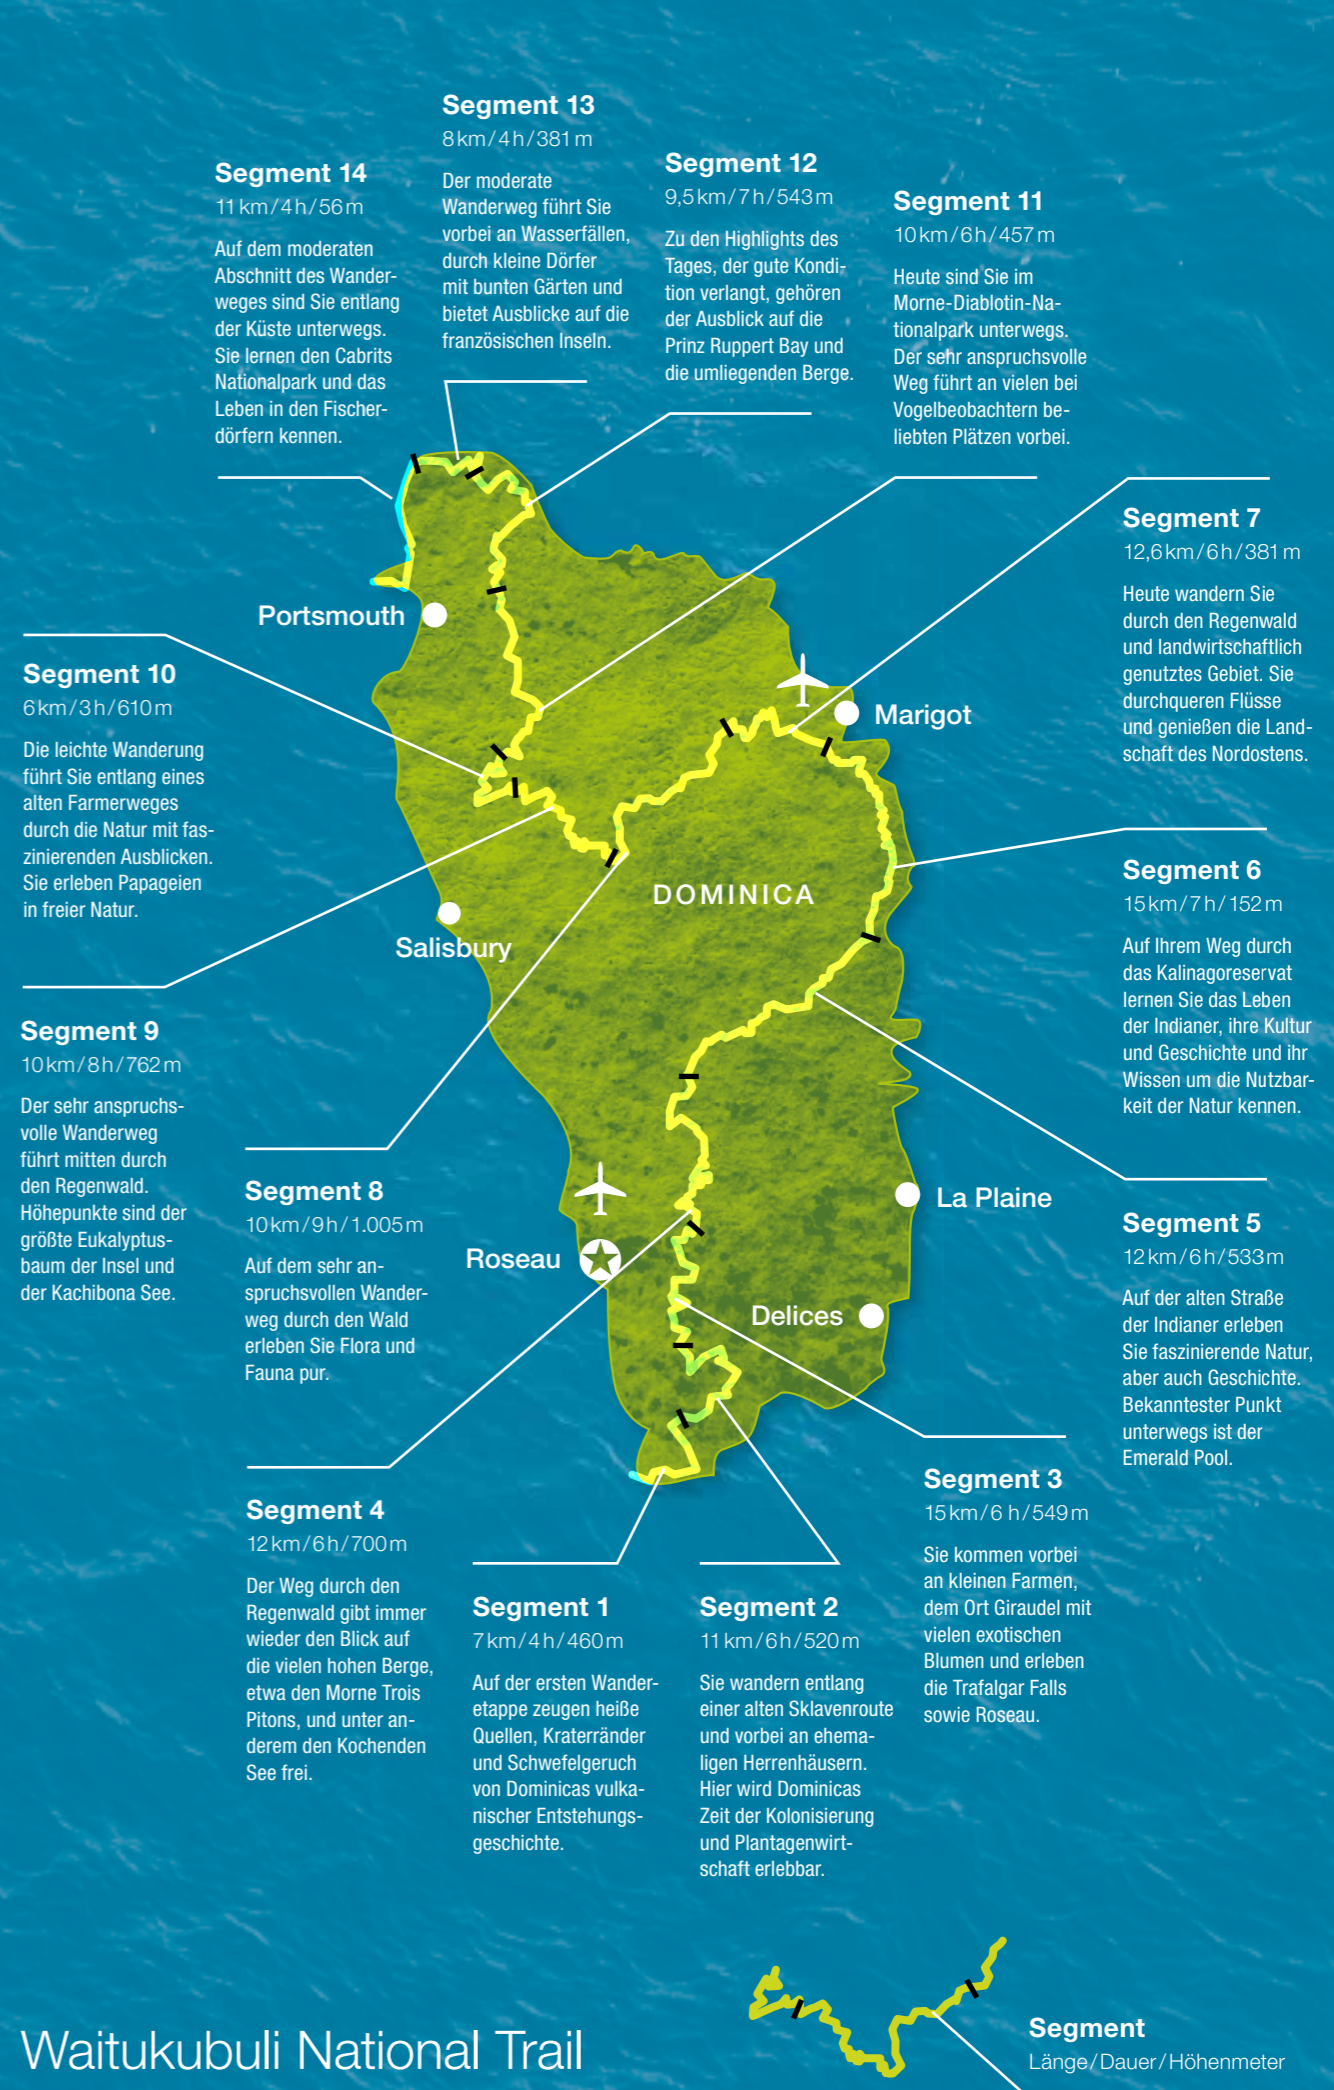 Segment 13
8 km / 4 h / 381 m
Der moderate
Wanderweg führt Sie
vorbei an Wasserfällen,
durch kleine Dörfer
mit bunten Gärten und
bietet Ausblicke auf die
französischen Inseln.
Segment 14
11 km / 4 h / 56 m
Auf dem moderaten
Abschnitt des Wander-
weges sind Sie entlang
der Küste unterwegs.
Sie lernen den Cabrits
Nationalpark und das
Leben in den Fischer-
dörfern kennen.
Segment 12
9,5 km / 7 h / 543 m
Zu den Highlights des
Tages, der gute Kondi-
tion verlangt, gehören
der Ausblick auf die
Prinz Ruppert Bay und
die umliegenden Berge.
Segment 11
10 km / 6 h / 457 m
Heute sind Sie im
Morne-Diablotin-Na-
tionalpark unterwegs.
Der sehr anspruchsvolle
Weg führt an vielen bei
Vogelbeobachtern be-
liebten Plätzen vorbei.
Segment 7
12,6 km / 6 h / 381 m
Heute wandern Sie
durch den Regenwald
und landwirtschaftlich
genutztes Gebiet. Sie
durchqueren Flüsse
und genießen die Land-
schaft des Nordostens.
Portsmouth
Segment 10
6 km / 3 h / 610 m
Die leichte Wanderung
führt Sie entlang eines
alten Farmerweges
durch die Natur mit fas-
zinierenden Ausblicken.
Sie erleben Papageien
in freier Natur.
Marigot
DOMINICA
Salisbury
Segment 6
15 km / 7 h / 152 m
Auf Ihrem Weg durch
das Kalinagoreservat
lernen Sie das Leben
der Indianer, ihre Kultur
und Geschichte und ihr
Wissen um die Nutzbar-
keit der Natur kennen.
Segment 9
10 km / 8 h / 762 m
Der sehr anspruchs-
volle Wanderweg
führt mitten durch
den Regenwald.
Höhepunkte sind der
größte Eukalyptus-
baum der Insel und
der Kachibona See.
Segment 8
10 km / 9 h / 1.005 m
Auf dem sehr an-
spruchsvollen Wander-
weg durch den Wald
erleben Sie Flora und
Fauna pur.
La Plaine
Roseau
Delices
Segment 5
12 km / 6 h / 533 m
Auf der alten Straße
der Indianer erleben
Sie faszinierende Natur,
aber auch Geschichte.
Bekanntester Punkt
unterwegs ist der
Emerald Pool.
Segment 4
12 km / 6 h / 700 m
Der Weg durch den
Regenwald gibt immer
wieder den Blick auf
die vielen hohen Berge,
etwa den Morne Trois
Pitons, und unter an-
derem den Kochenden
See frei.
Segment 1
7 km / 4 h / 460 m
Auf der ersten Wander-
etappe zeugen heiße
Quellen, Kraterränder
und Schwefelgeruch
von Dominicas vulka-
nischer Entstehungs-
geschichte.
Segment 2
11 km / 6 h / 520 m
Sie wandern entlang
einer alten Sklavenroute
und vorbei an ehema-
ligen Herrenhäusern.
Hier wird Dominicas
Zeit der Kolonisierung
und Plantagenwirt-
schaft erlebbar.
Segment 3
15 km / 6 h / 549 m
Sie kommen vorbei
an kleinen Farmen,
dem Ort Giraudel mit
vielen exotischen
Blumen und erleben
die Trafalgar Falls
sowie Roseau.
Waitukubuli National Trail
Segment
Länge / Dauer / Höhenmeter